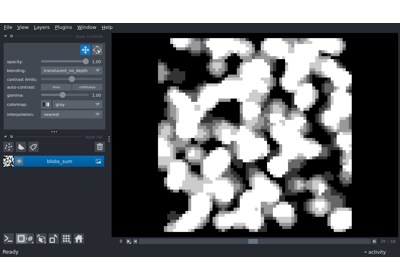 File View Layers Plugins Window Help
opacity: 1.00
blending: translucent_no_depth
contrast limits:
auto-contrast: once continuous
gamma: 1.00
colormap: gray
interpolation: nearest
blobs_sum
Ready
activity